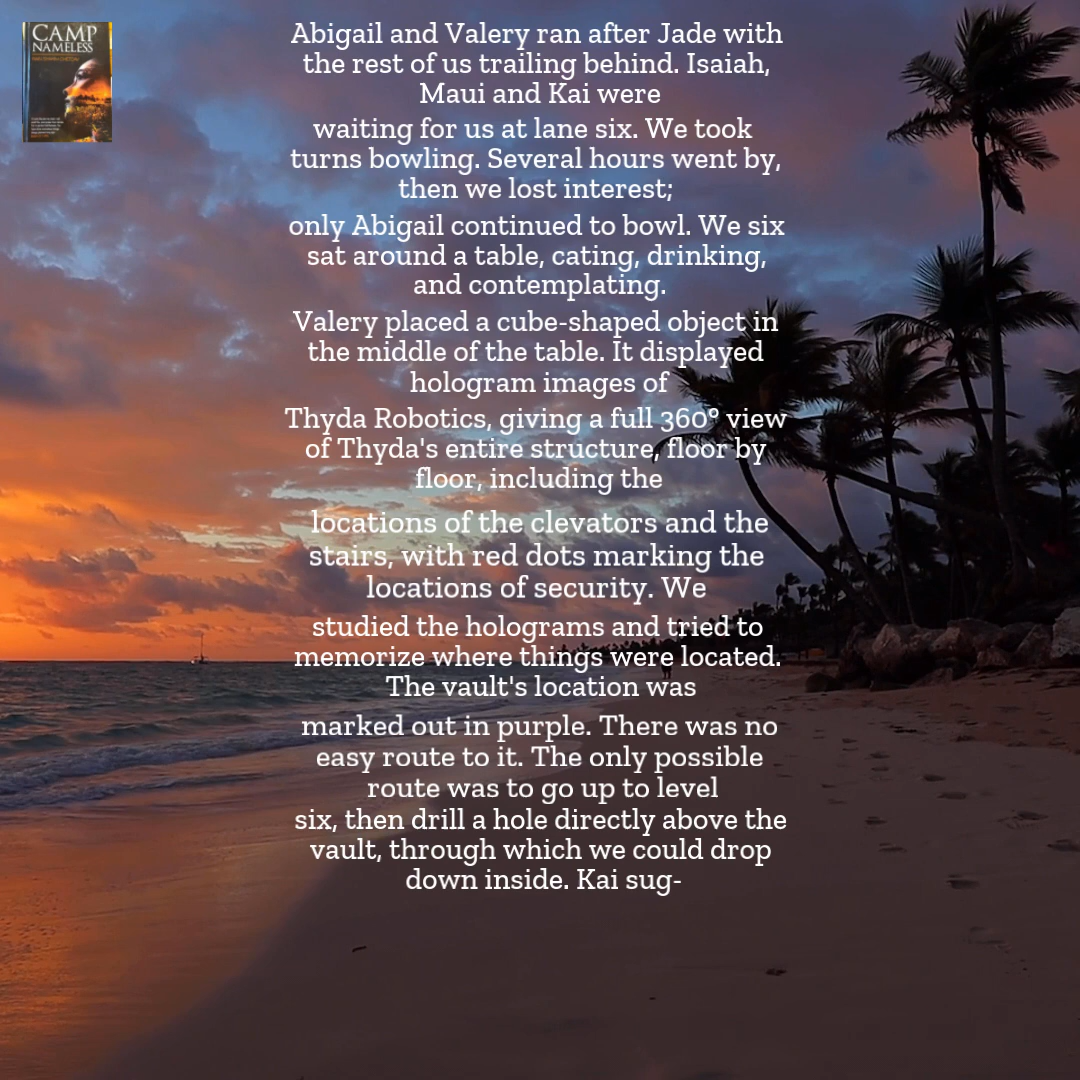 CAMP
NAMELESS
Abigail and Valery ran after Jade with
the rest of us trailing behind. Isaiah,
Maui and Kai were
waiting for us at lane six. We took
turns bowling. Several hours went by,
then we lost interest;
only Abigail continued to bowl. We six
sat around a table, cating, drinking,
and contemplating.
Valery placed a cube-shaped object in
the middle of the table. It displayed
hologram images of
Thyda Robotics, giving a full 360° view
of Thyda's entire structure, floor by
floor, including the
locations of the clevators and the
stairs, with red dots marking the
locations of security. We
studied the holograms and tried to
memorize where things were located.
The vault's location was
marked out in purple. There was no
easy route to it. The only possible
route was to go up to level
six, then drill a hole directly above the
vault, through which we could drop
down inside. Kai sug-